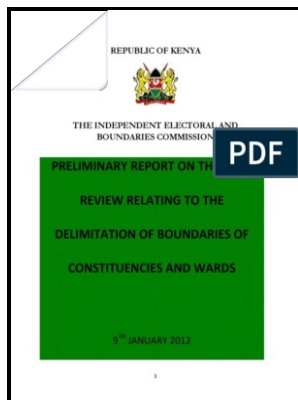 REPUBLIC OF KENYA
THE INDEPENDENT ELECTORAL AND
BOUNDARIES COMMISSION
PDF
PRELIMINARY REPORT ON TH
REVIEW RELATING TO THE
DELIMITATION OF BOUNDARIES OF
CONSTITUENCIES AND WARDS
9TH JANUARY 2012
1